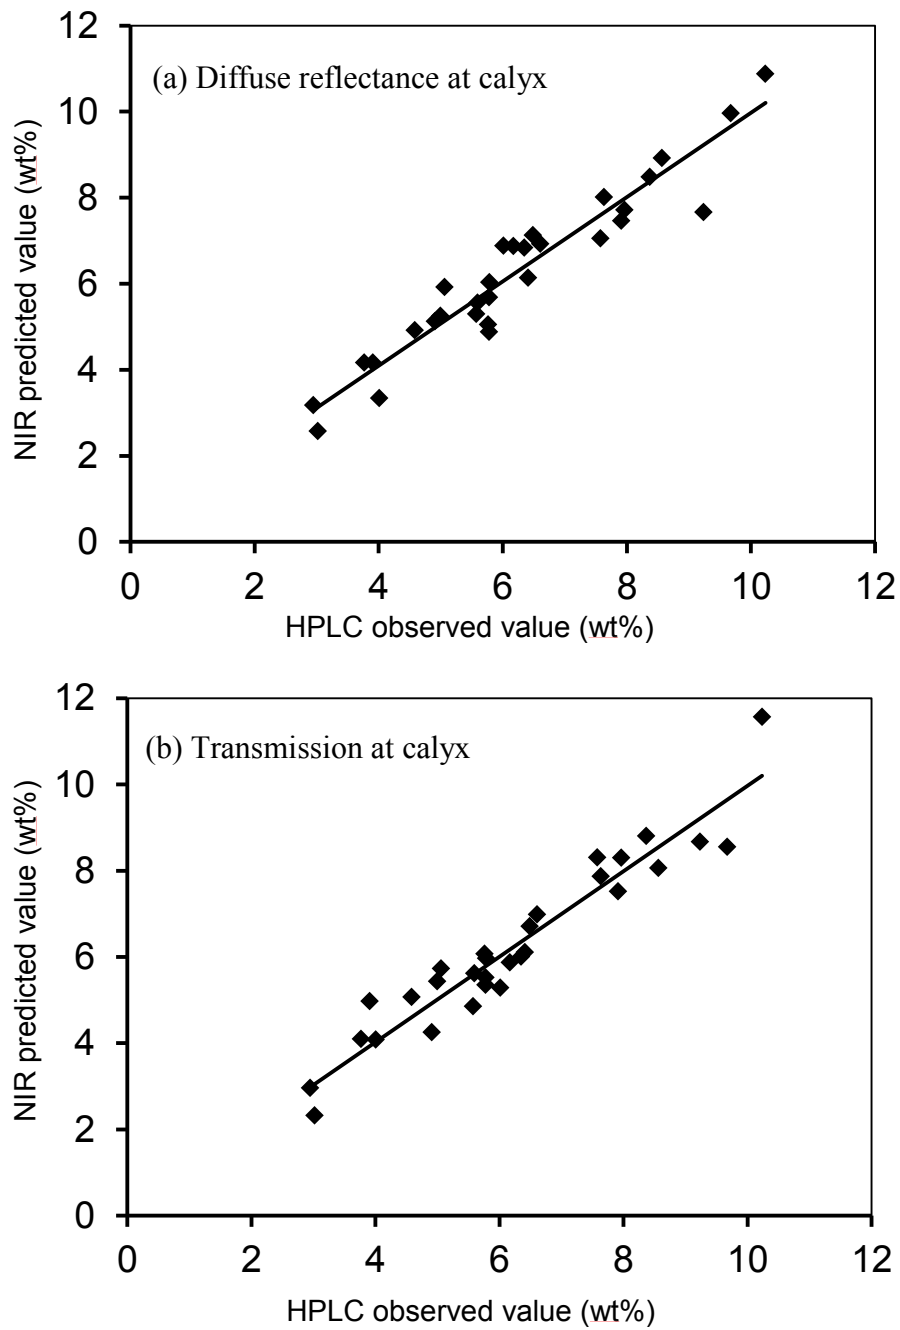 12
(a) Diffuse reflectance at calyx
10
8
6
4
2
0
NIR predicted value (wt%)
0 2 4 6 8 10 12
HPLC observed value (wt%)
12
(b) Transmission at calyx
10
8
6
4
2
0
NIR predicted value (wt%)
0 2 4 6 8 10 12
HPLC observed value (wt%)